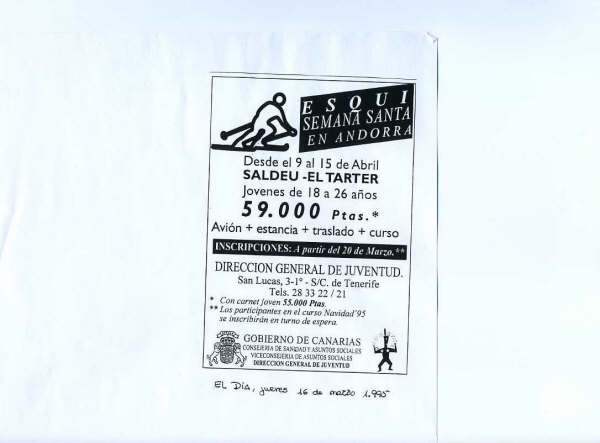 ESQUI
SEMANA SANTA
EN ANDORRA
Desde el 9 al 15 de Abril
SALDEU -EL TARTER
Jovenes de 18 a 26 años
59.000 Ptas.*
Avión + estancia + traslado + curso
INSCRIPCIONES: A partir del 20 de Marzo.**
DIRECCION GENERAL DE JUVENTUD.
San Lucas, 3-1º - S/C. de Tenerife
Tels. 28 33 22 / 21
* Con carnet joven 55.000 Ptas.
** Los participantes en el curso Navidad'95
se inscribirán en turno de espera.
GOBIERNO DE CANARIAS
CONSEJERIA DE SANIDAD Y ASUNTOS SOCIALES
VICECONSEJERIA DE ASUNTOS SOCIALES
DIRECCION GENERAL DE JUVENTUD
EL DÍA, jueves 16 de marzo 1.995